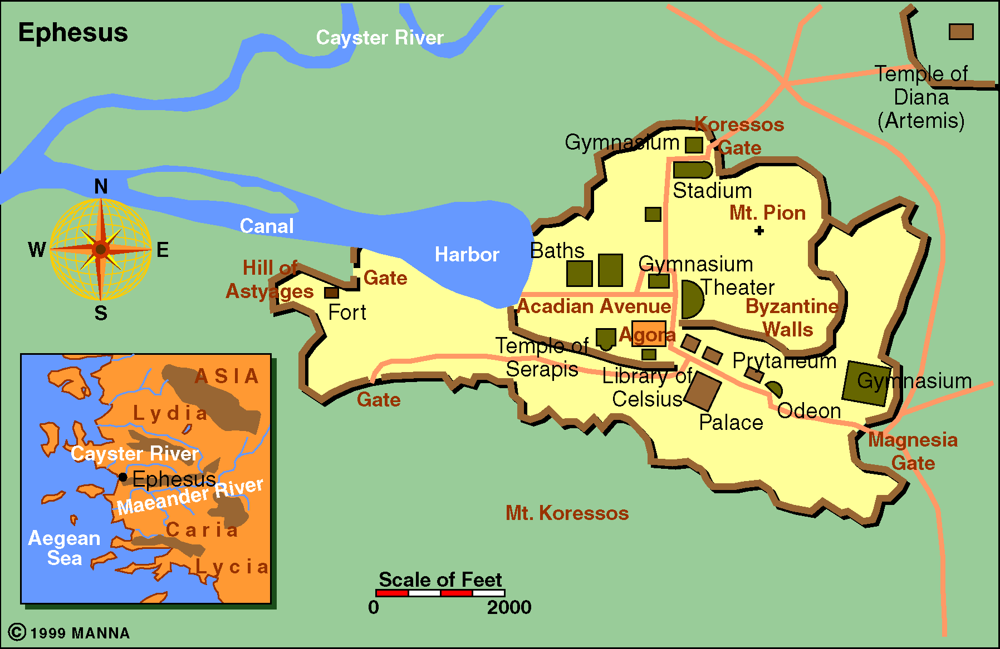 Ephesus
Cayster River
Temple of
Diana
(Artemis)
Koressos
Gate
Gymnasium
Stadium
Mt. Pion
N
W
E
S
Canal
Harbor
Baths
Gymnasium
Theater
Hill of
Astyages
Gate
Fort
Acadian Avenue
Byzantine
Walls
Agora
Temple of
Serapis
Prytaneum
Library of
Celsius
Gymnasium
Gate
Palace
Odeon
Magnesia
Gate
Mt. Koressos
ASIA
Lydia
Cayster River
Ephesus
Maeander River
Caria
Aegean
Sea
Lycia
Scale of Feet
0 2000
© 1999 MANNA